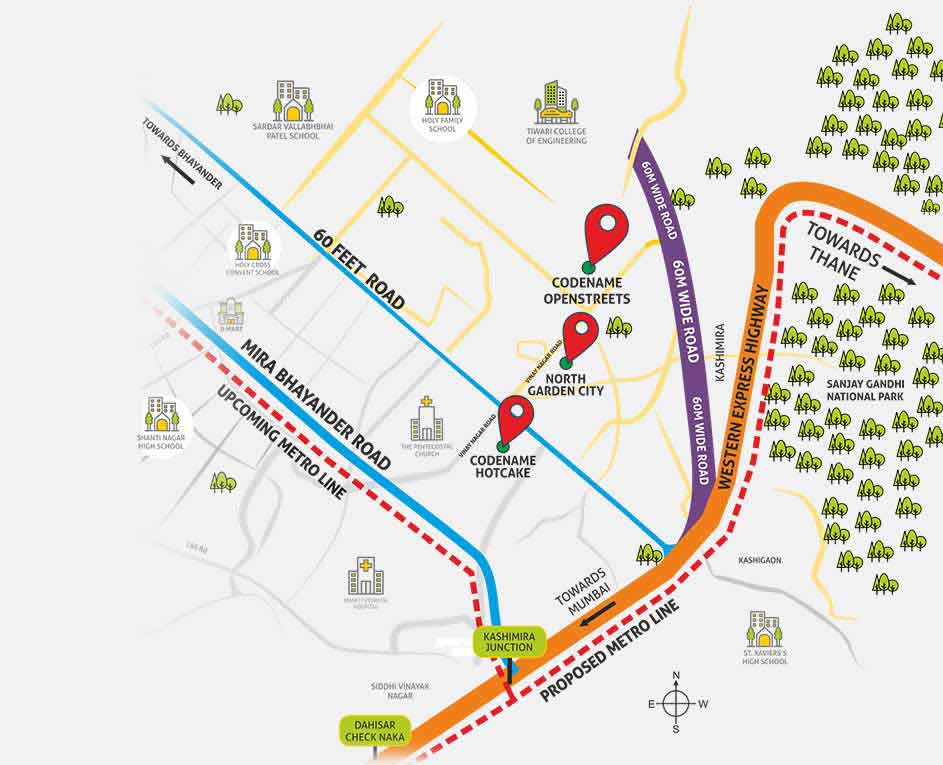 SARDAR VALLABHBHAI
PATEL SCHOOL
HOLY FAMILY
SCHOOL
TIWARI COLLEGE
OF ENGINEERING
TOWARDS BHAYANDER
60M WIDE ROAD
60 FEET ROAD
HOLY CROSS
CONVENT SCHOOL
TOWARDS
THANE
CODENAME
OPENSTREETS
60M WIDE ROAD
D MART
KASHIMIRA
WESTERN EXPRESS HIGHWAY
VINAY NAGAR ROAD
NORTH
GARDEN CITY
MIRA BHAYANDER ROAD
UPCOMING METRO LINE
SANJAY GANDHI
NATIONAL PARK
SHANTI NAGAR
HIGH SCHOOL
THE PENTECOSTAL
CHURCH
VINAY NAGAR ROAD
60M WIDE ROAD
CODENAME
HOTCAKE
KASHIGAON
TOWARDS
MUMBAI
HOSPITAL
KASHIMIRA
JUNCTION
PROPOSED METRO LINE
ST. XAVIERS'S
HIGH SCHOOL
SIDDHI VINAYAK
NAGAR
N
E
W
S
DAHISAR
CHECK NAKA